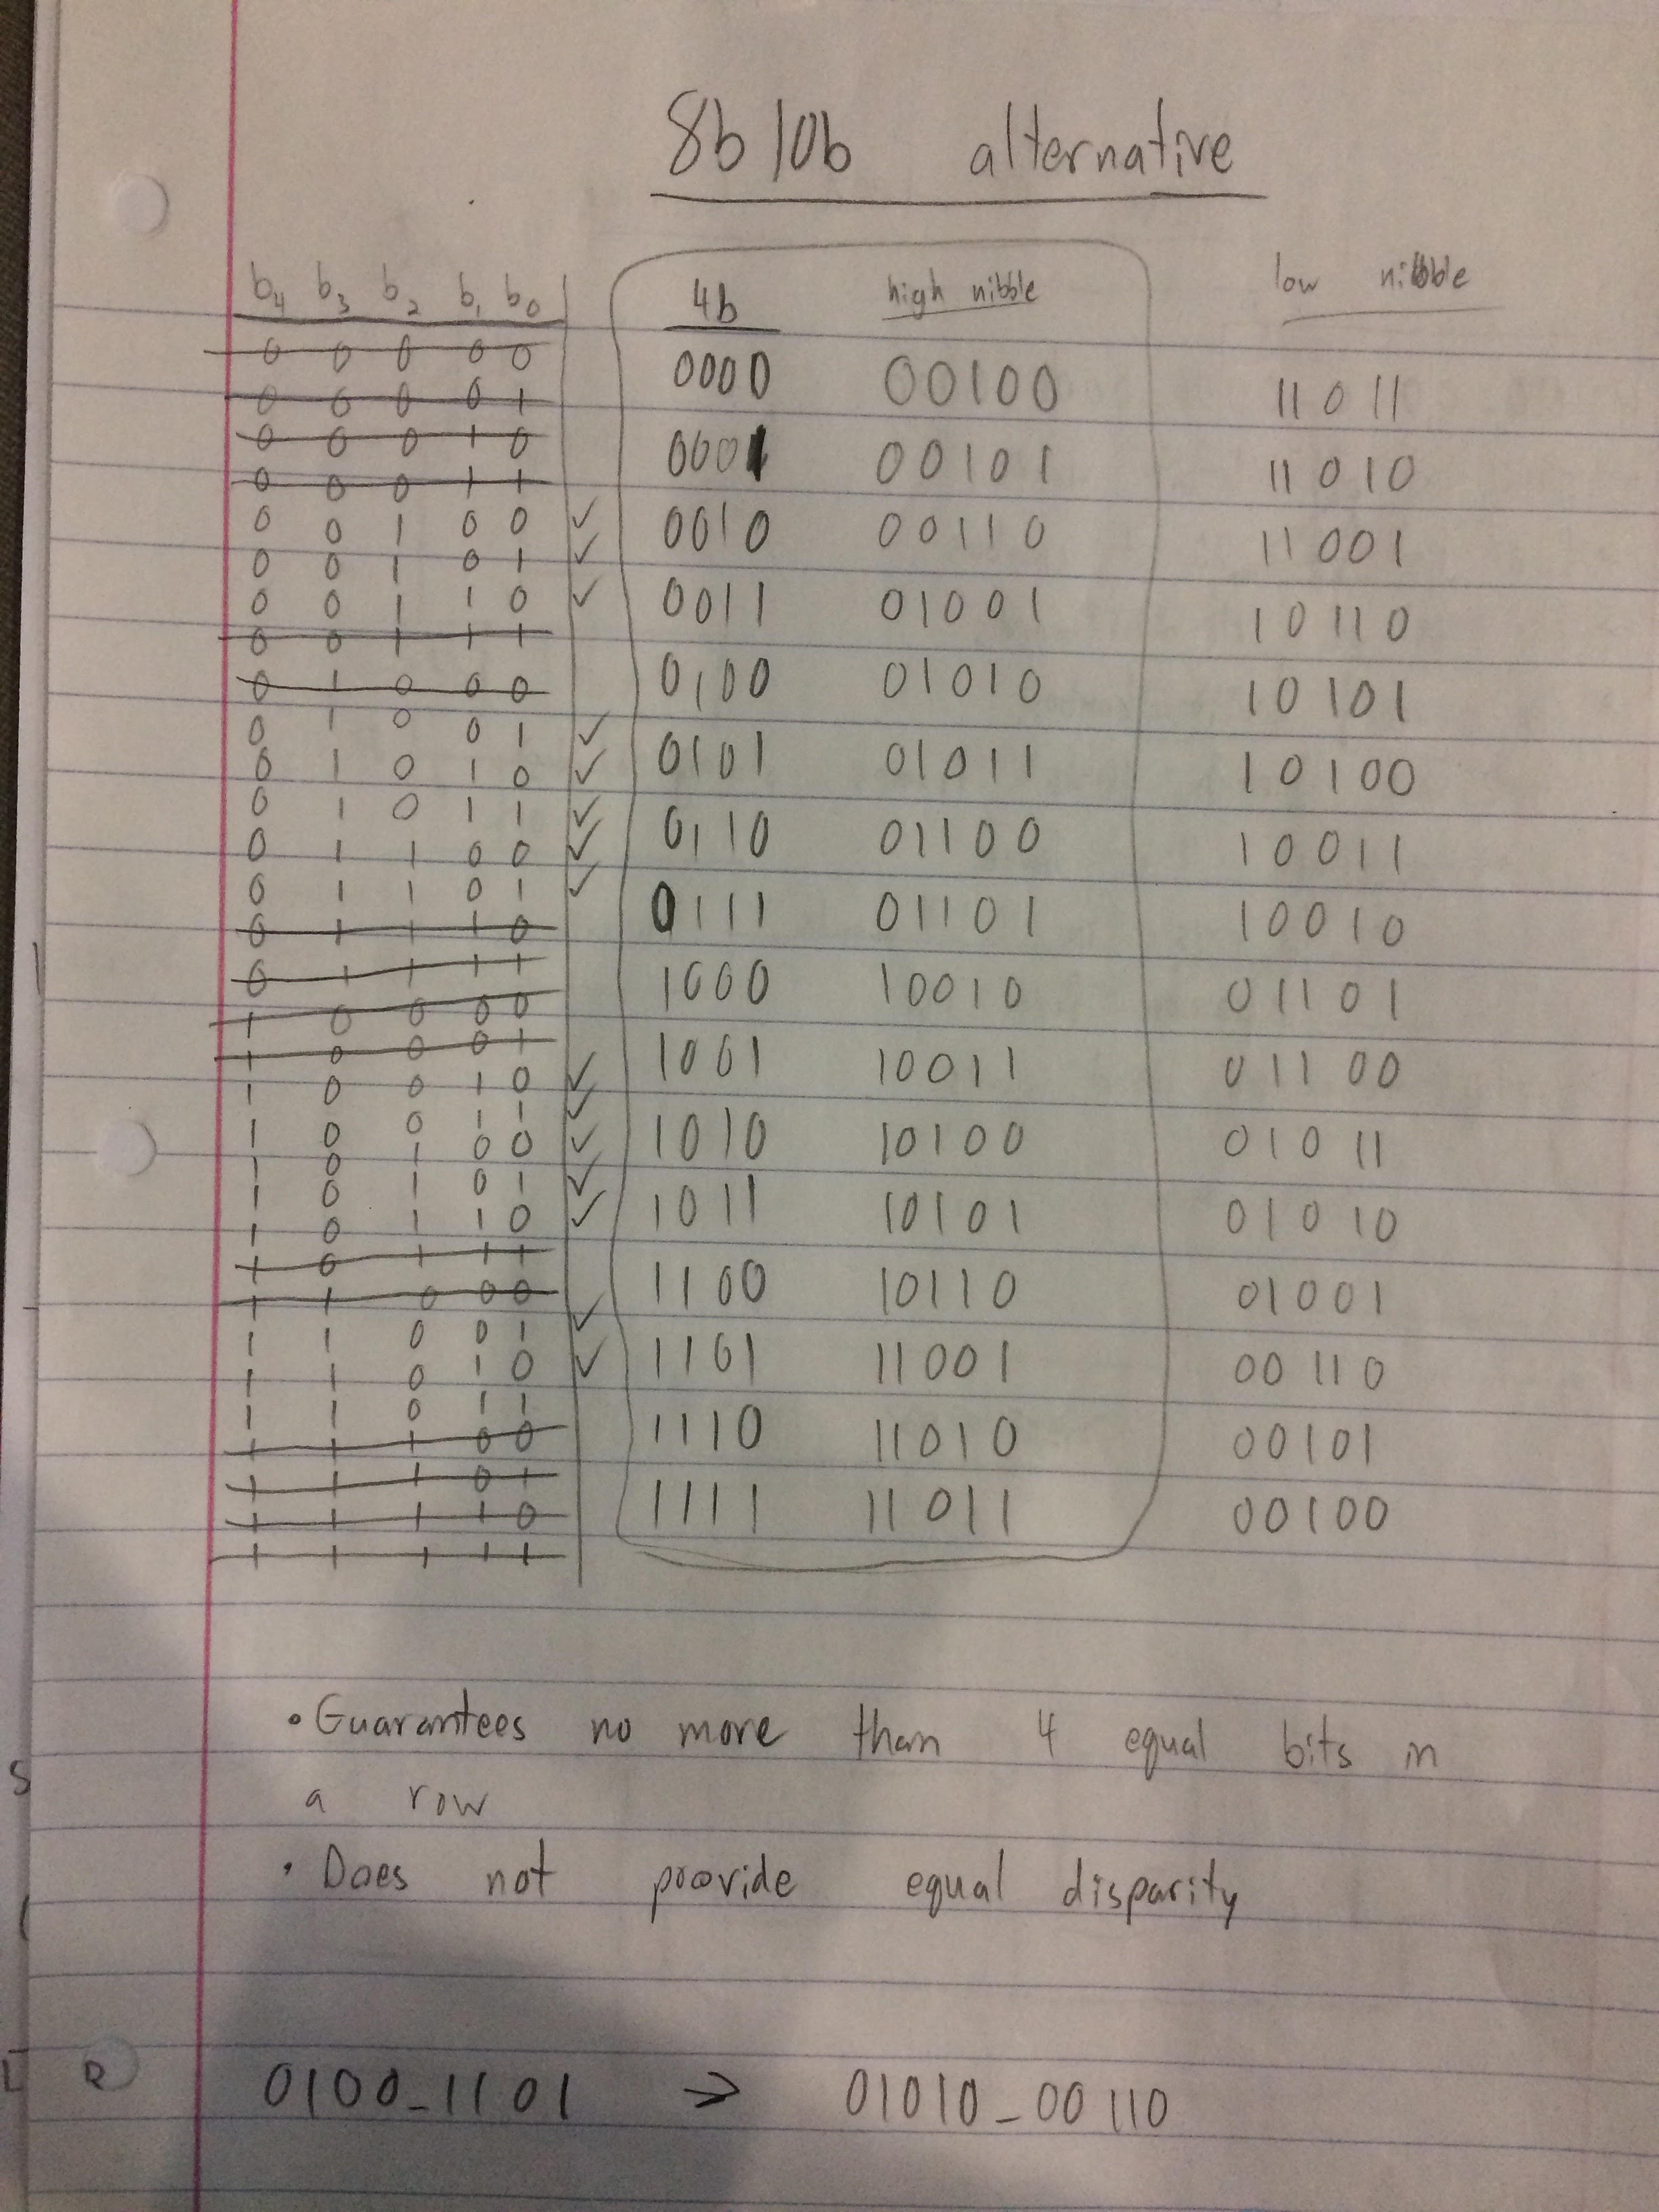 8b10b alternative
b4 b3 b2 b1 b0
0 0 0 0 0
0 0 0 0 1
0 0 0 1 0
0 0 0 1 1
0 0 1 0 0 ✓
0 0 1 0 1 ✓
0 0 1 1 0 ✓
0 0 1 1 1
0 1 0 0 0
0 1 0 0 1 ✓
0 1 0 1 0 ✓
0 1 0 1 1 ✓
0 1 1 0 0 ✓
0 1 1 0 1 ✓
0 1 1 1 0
0 1 1 1 1
1 0 0 0 0
1 0 0 0 1
1 0 0 1 0 ✓
1 0 0 1 1 ✓
1 0 1 0 0 ✓
1 0 1 0 1 ✓
1 0 1 1 0 ✓
1 0 1 1 1
1 1 0 0 0
1 1 0 0 1 ✓
1 1 0 1 0 ✓
1 1 0 1 1
1 1 1 0 0
1 1 1 0 1
1 1 1 1 0
1 1 1 1 1
4b high nibble low nibble
0000 00100 11011
0001 00101 11010
0010 00110 11001
0011 01001 10110
0100 01010 10101
0101 01011 10100
0110 01100 10011
0111 01101 10010
1000 10010 01101
1001 10011 01100
1010 10100 01011
1011 10101 01010
1100 10110 01001
1101 11001 00110
1110 11010 00101
1111 11011 00100
• Guarantees no more than 4 equal bits in
a row
• Does not provide equal disparity
0100_1101 → 01010_00110